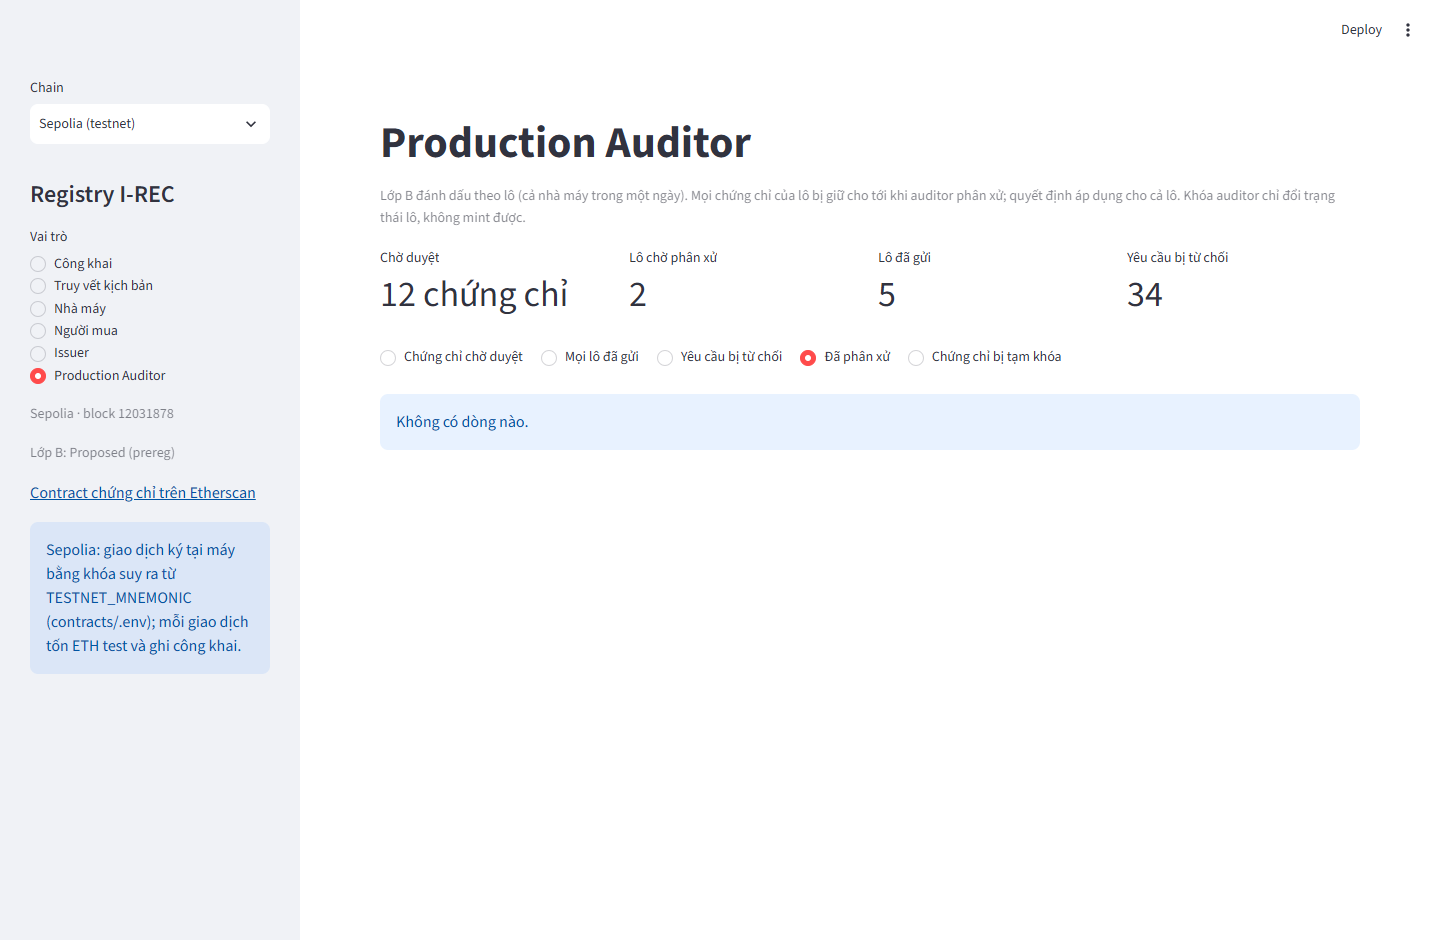 Deploy
Chain
Sepolia (testnet)
Registry I-REC
Vai trò
Công khai
Truy vết kịch bản
Nhà máy
Người mua
Issuer
Production Auditor
Sepolia · block 12031878
Lớp B: Proposed (prereg)
Contract chứng chỉ trên Etherscan
Sepolia: giao dịch ký tại máy
bằng khóa suy ra từ
TESTNET_MNEMONIC
(contracts/.env); mỗi giao dịch
tốn ETH test và ghi công khai.
Production Auditor
Lớp B đánh dấu theo lô (cả nhà máy trong một ngày). Mọi chứng chỉ của lô bị giữ cho tới khi auditor phân xử; quyết định áp dụng cho cả lô. Khóa auditor chỉ đổi trạng
thái lô, không mint được.
Chờ duyệt
12 chứng chỉ
Lô chờ phân xử
2
Lô đã gửi
5
Yêu cầu bị từ chối
34
Chứng chỉ chờ duyệt
Mọi lô đã gửi
Yêu cầu bị từ chối
Đã phân xử
Chứng chỉ bị tạm khóa
Không có dòng nào.